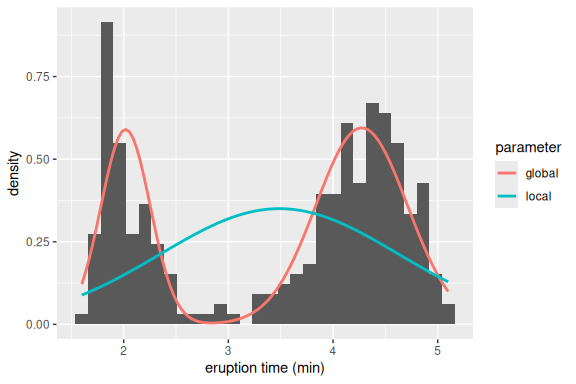 0.75
0.50
0.25
0.00
density
2 3 4 5
eruption time (min)
parameter
global
local